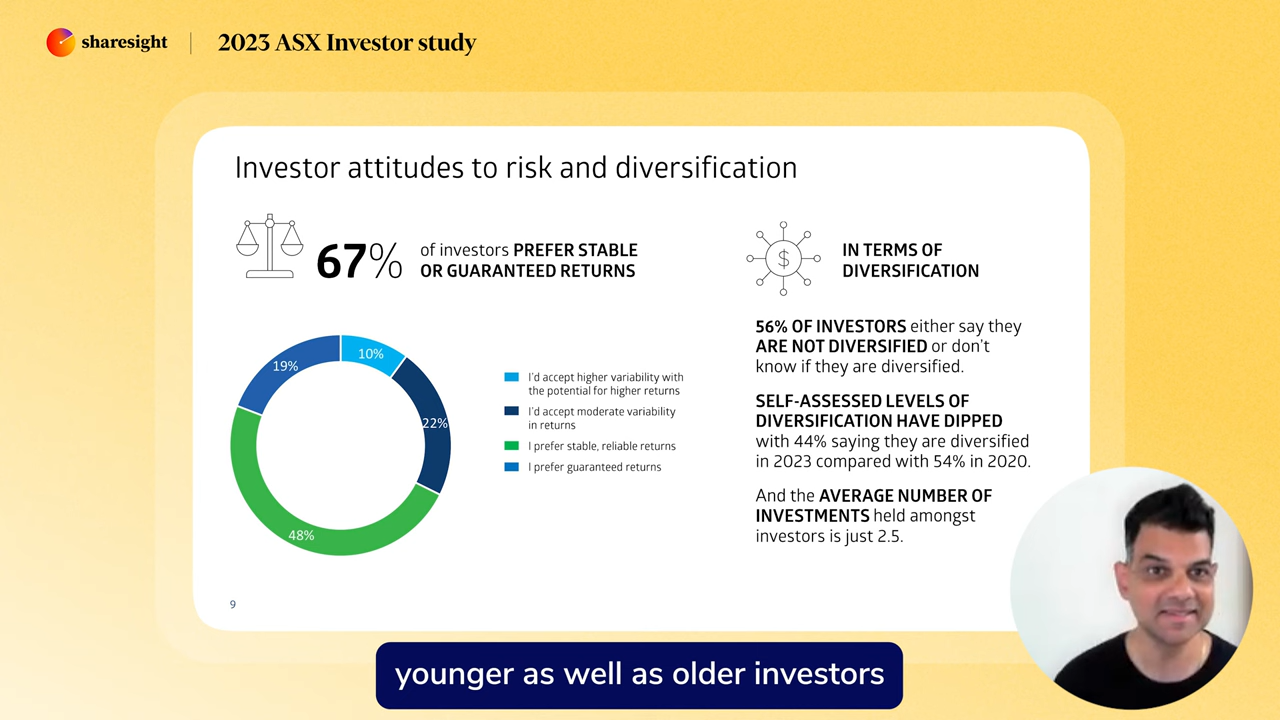 sharesight
2023 ASX Investor study
Investor attitudes to risk and diversification
67%
of investors PREFER STABLE
OR GUARANTEED RETURNS
19%
10%
22%
48%
I'd accept higher variability with
the potential for higher returns
I'd accept moderate variability
in returns
I prefer stable, reliable returns
I prefer guaranteed returns
$
IN TERMS OF
DIVERSIFICATION
56% OF INVESTORS either say they
ARE NOT DIVERSIFIED or don't
know if they are diversified.
SELF-ASSESSED LEVELS OF
DIVERSIFICATION HAVE DIPPED
with 44% saying they are diversified
in 2023 compared with 54% in 2020.
And the AVERAGE NUMBER OF
INVESTMENTS held amongst
investors is just 2.5.
9
younger as well as older investors